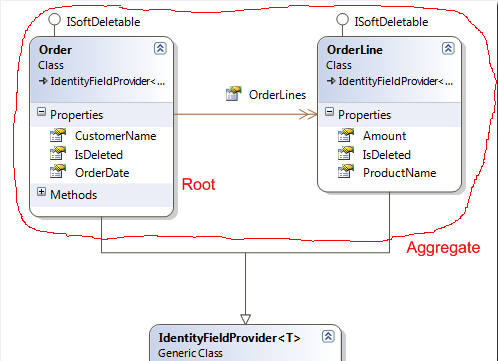 ISoftDeletable
ISoftDeletable
Order
Class
IdentityFieldProvider<...
Properties
CustomerName
IsDeleted
OrderDate
Methods
OrderLines
OrderLine
Class
IdentityFieldProvider<...
Properties
Amount
IsDeleted
ProductName
Root
Aggregate
IdentityFieldProvider<T>
Generic Class